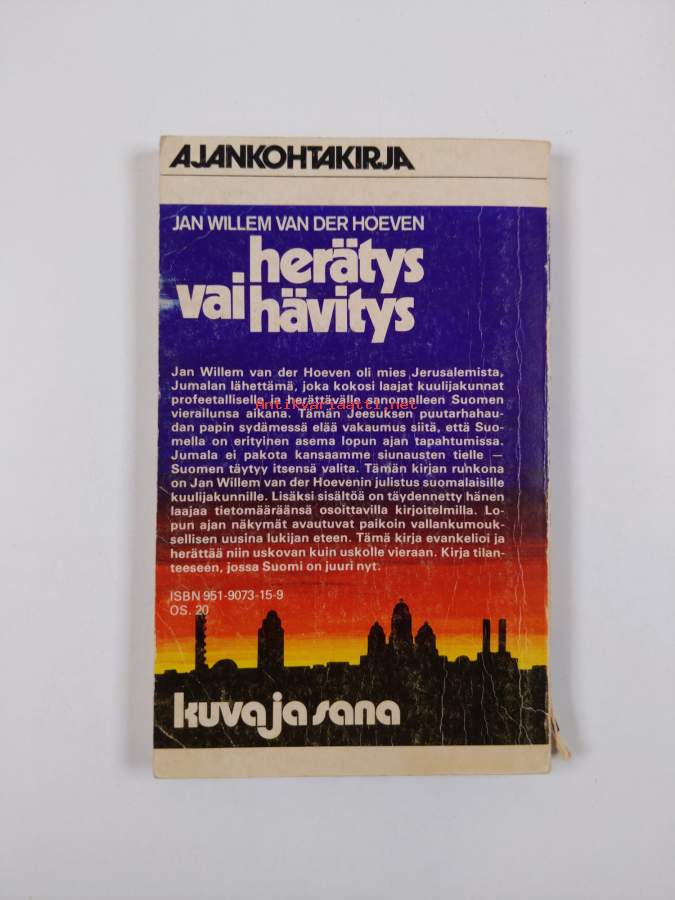 AJANKOHTAKIRJA
JAN WILLEM VAN DER HOEVEN
herätys
vai hävitys
Jan Willem van der Hoeven oli mies Jerusalemista,
Jumalan lähettämä, joka kokosi laajat kuulijakunnat
profeetalliselle ja herättävälle sanomalleen Suomen
vierailunsa aikana. Tämän Jeesuksen puutarhahau-
dan papin sydämessä elää vakaumus siitä, että Suo-
mella on erityinen asema lopun ajan tapahtumissa.
Jumala ei pakota kansaamme siunausten tielle —
Suomen täytyy itsensä valita. Tämän kirjan runkona
on Jan Willem van der Hoevenin julistus suomalaisille
kuulijakunnille. Lisäksi sisältöä on täydennetty hänen
laajaa tietomääräänsä osoittavilla kirjoitelmilla. Lo-
pun ajan näkymät avautuvat paikoin vallankumouk-
sellisen uusina lukijan eteen. Tämä kirja evankelioi ja
herättää niin uskovan kuin uskolle vieraan. Kirja tilan-
teeseen, jossa Suomi on juuri nyt.
ISBN 951-9073-15-9
OS. 20
kuva ja sana
Antikvariaatti.net